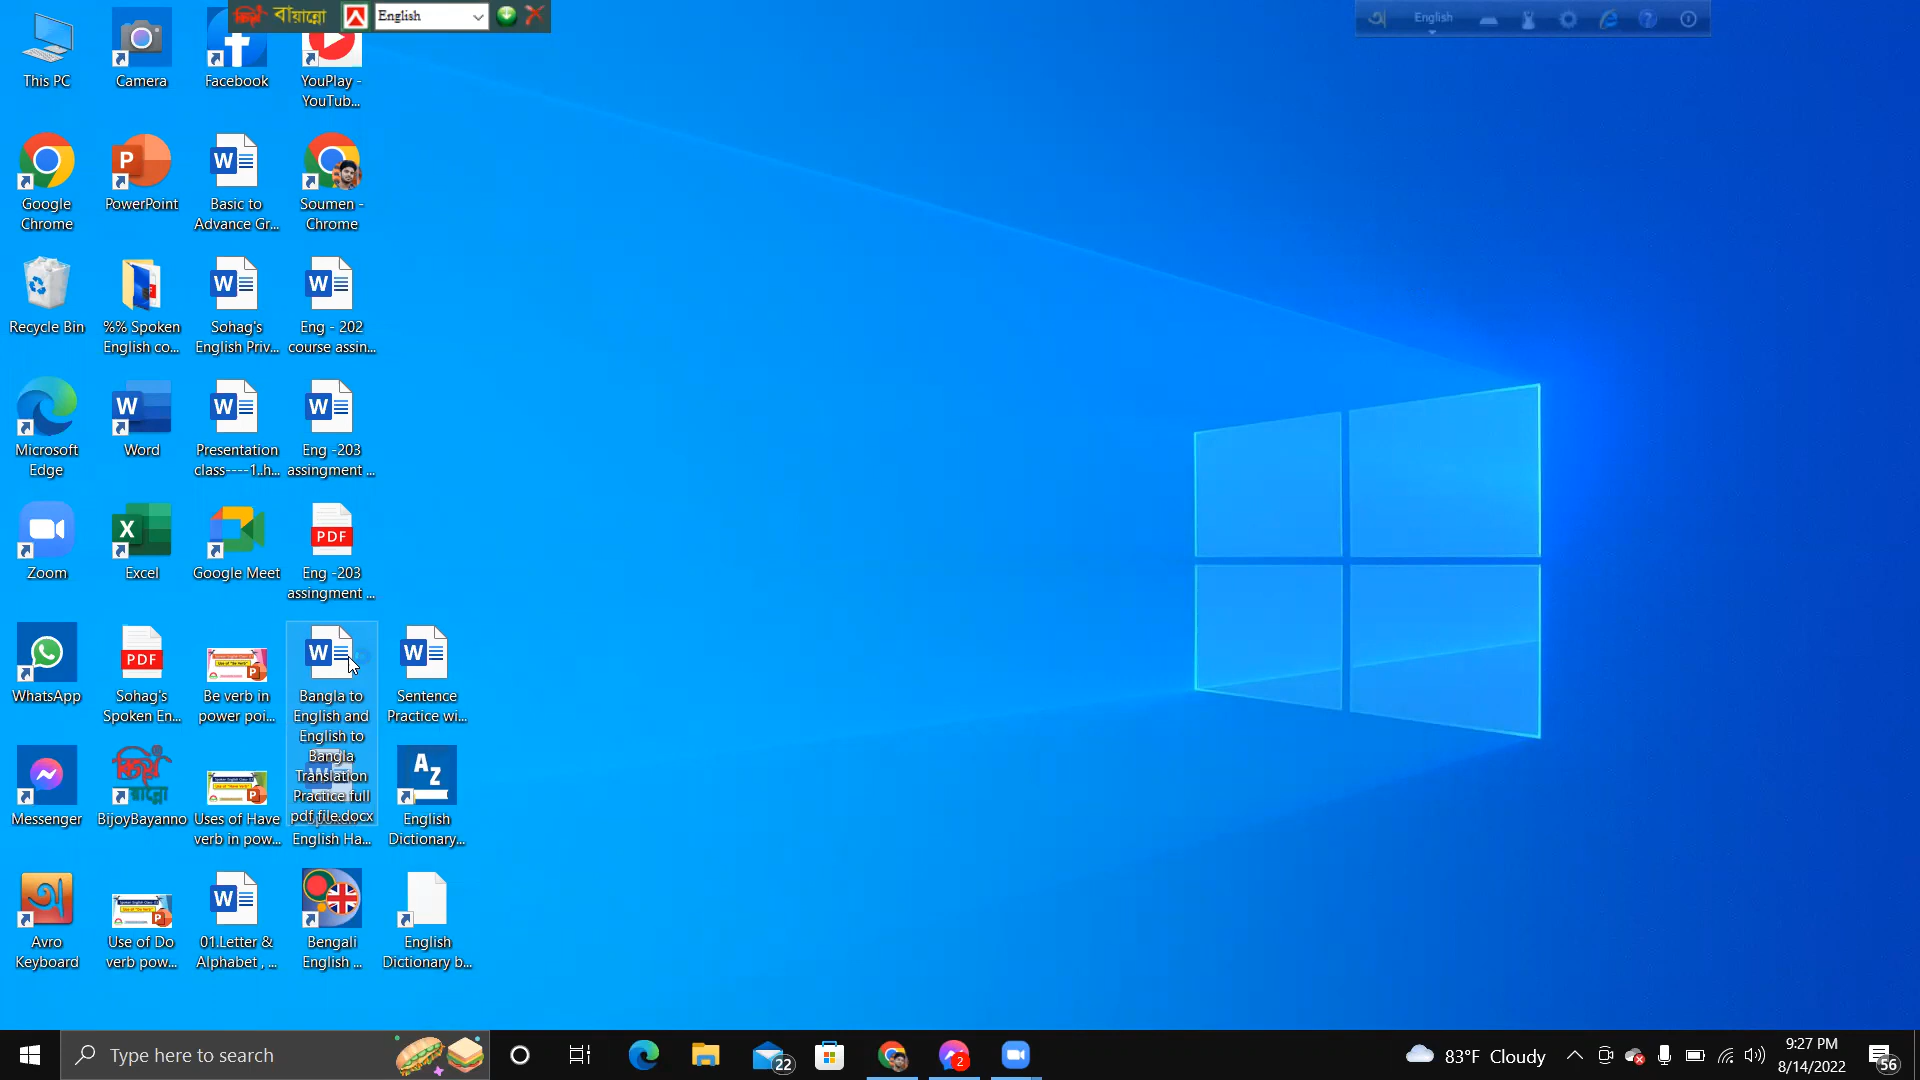 বিজয় বায়ান্নো
English
অ English
This PC
Camera
Facebook
YouPlay -
YouTub...
Google
Chrome
PowerPoint
Basic to
Advance Gr...
Soumen -
Chrome
Recycle Bin
%% Spoken
English co...
Sohag's
English Priv...
Eng - 202
course assin...
Microsoft
Edge
Word
Presentation
class----1..h...
Eng -203
assingment ...
Zoom
Excel
Google Meet
PDF
Eng -203
assingment ...
WhatsApp
PDF
Sohag's
Spoken En...
Be verb in
power poi...
Bangla to
English and
English to
Bangla
Translation
Practice full
pdf file.docx
Sentence
Practice wi...
Messenger
BijoyBayanno
Uses of Have
verb in pow...
English Ha...
English
Dictionary...
Avro
Keyboard
Use of Do
verb pow...
01.Letter &
Alphabet , ...
Bengali
English ...
English
Dictionary b...
Type here to search
22
2
83°F Cloudy
9:27 PM
8/14/2022
56